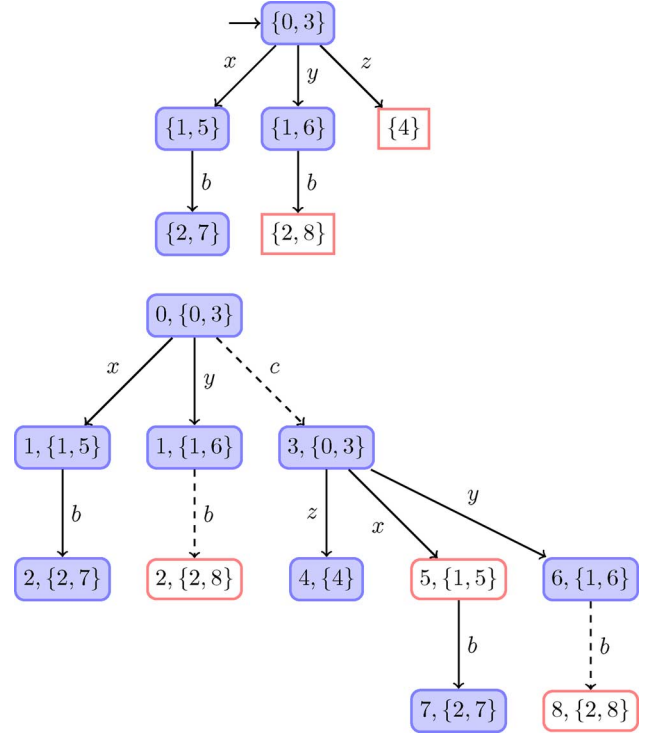 {0, 3}
x y z
{1, 5} {1, 6} {4}
b b
{2, 7} {2, 8}
0, {0, 3}
x y c
1, {1, 5} 1, {1, 6} 3, {0, 3}
b b z x y
2, {2, 7} 2, {2, 8} 4, {4} 5, {1, 5} 6, {1, 6}
b b
7, {2, 7} 8, {2, 8}